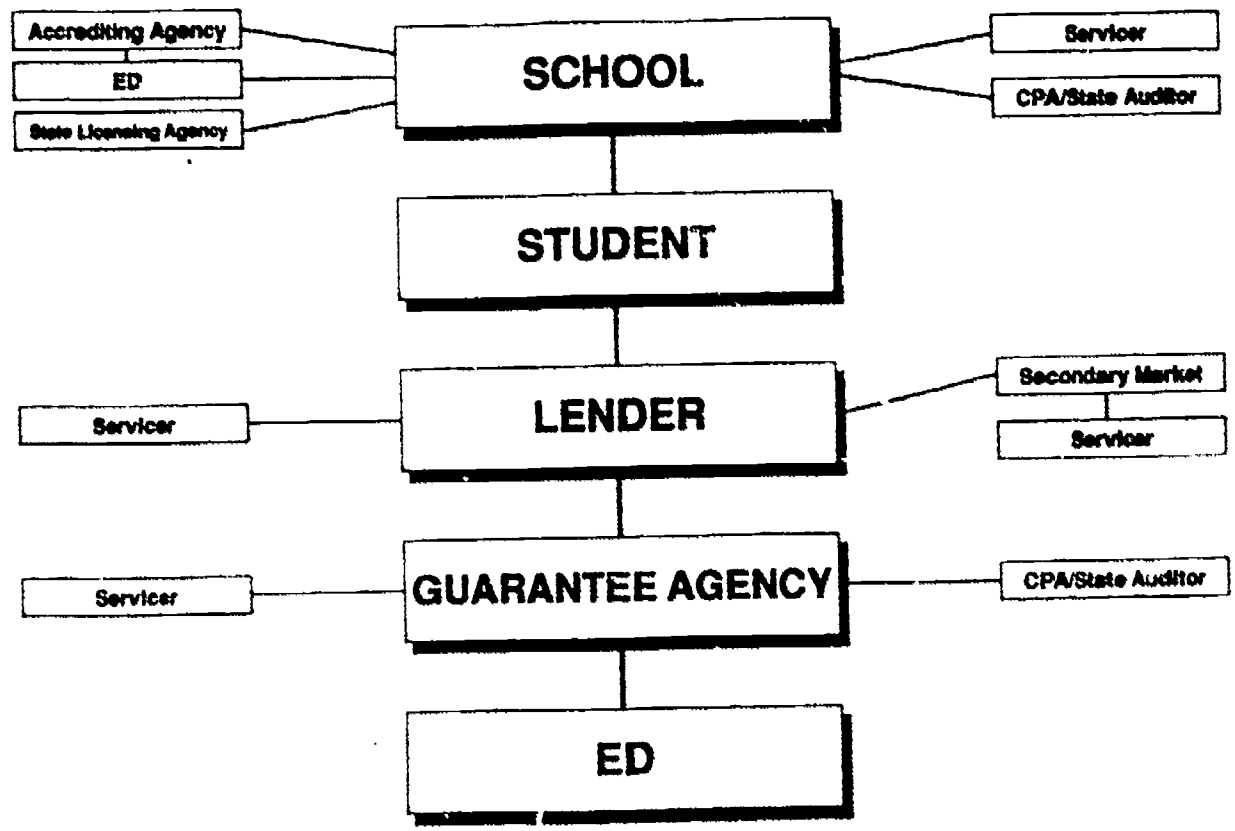 Accrediting Agency
ED
State Licensing Agency
SCHOOL
Servicer
CPA/State Auditor
STUDENT
Servicer
LENDER
Secondary Market
Servicer
Servicer
GUARANTEE AGENCY
CPA/State Auditor
ED